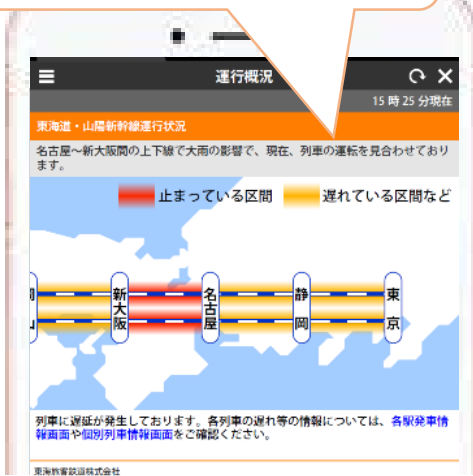 運行概況
15 時 25 分現在
東海道・山陽新幹線運行状況
名古屋～新大阪間の上下線で大雨の影響で、現在、列車の運転を見合わせており
ます。
止まっている区間 遅れている区間など
新大阪
名古屋
静岡
東京
列車に遅延が発生しております。各列車の遅れ等の情報については、各駅発車情
報画面や個別列車情報画面をご確認ください。
東海旅客鉄道株式会社